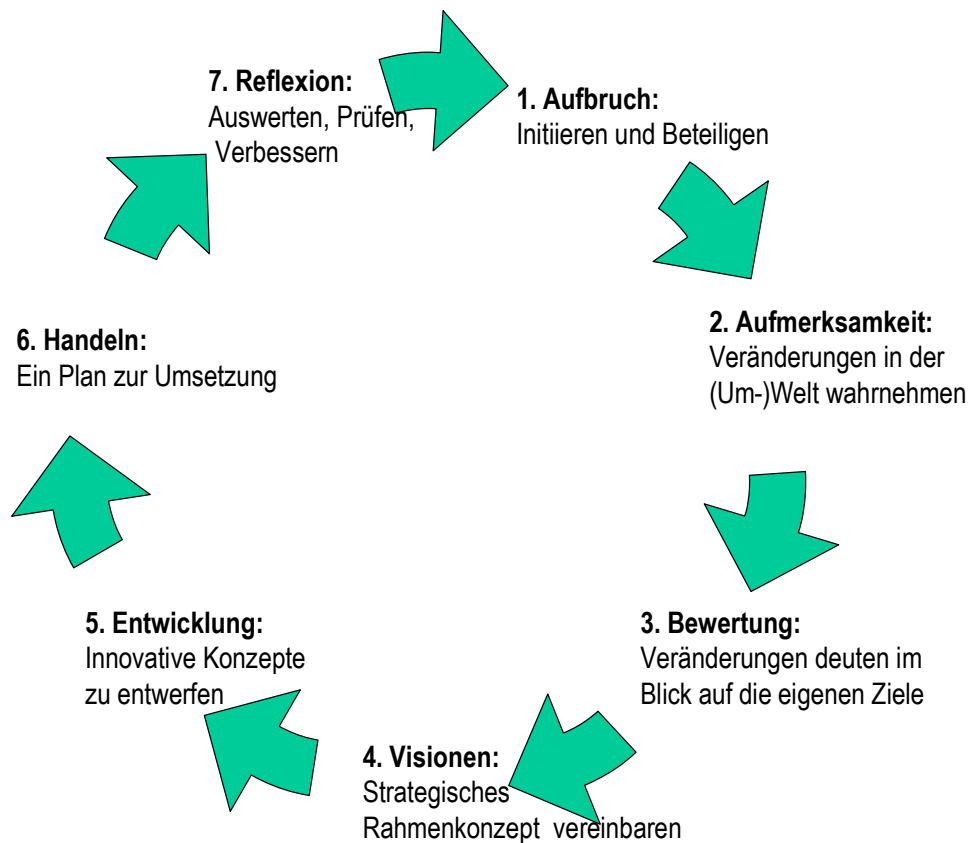 1. Aufbruch:
Initiieren und Beteiligen
2. Aufmerksamkeit:
Veränderungen in der
(Um-)Welt wahrnehmen
3. Bewertung:
Veränderungen deuten im
Blick auf die eigenen Ziele
4. Visionen:
Strategisches
Rahmenkonzept vereinbaren
5. Entwicklung:
Innovative Konzepte
zu entwerfen
6. Handeln:
Ein Plan zur Umsetzung
7. Reflexion:
Auswerten, Prüfen,
Verbessern